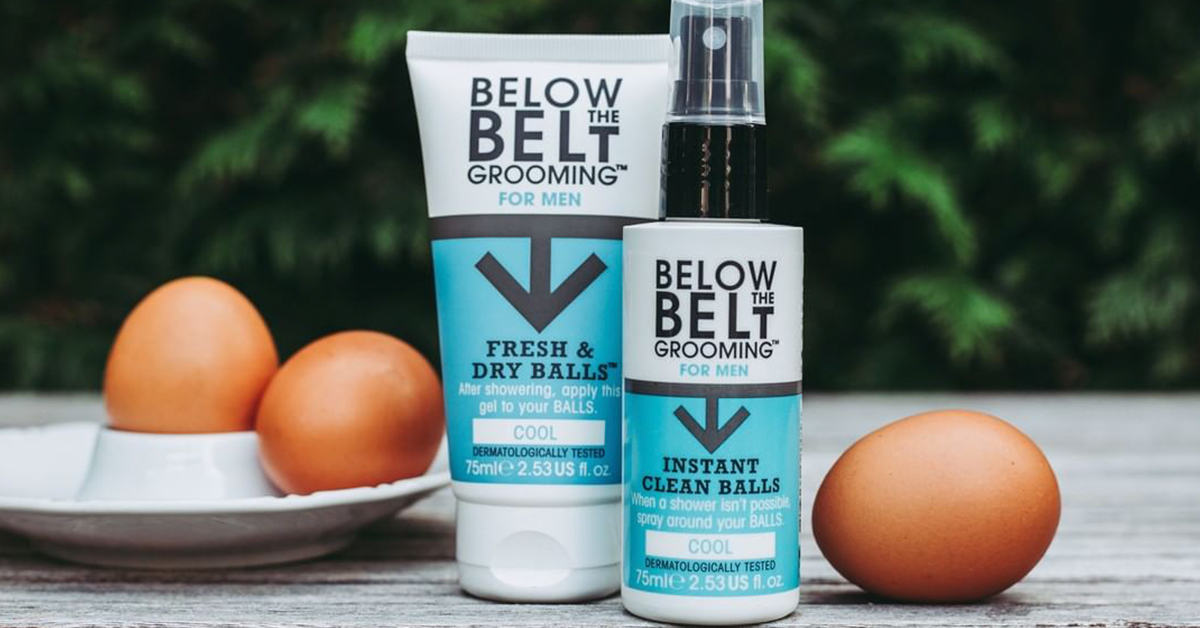 BELOW
THE
BELT
GROOMING™
FOR MEN
FRESH &
DRY BALLS™
After showering, apply this
gel to your BALLS.
COOL
DERMATOLOGICALLY TESTED
75ml℮ 2.53 US fl. oz.
BELOW
THE
BELT
GROOMING™
FOR MEN
INSTANT
CLEAN BALLS
When a shower isn't possible,
spray around your BALLS.
COOL
DERMATOLOGICALLY TESTED
75ml℮ 2.53 US fl. oz.